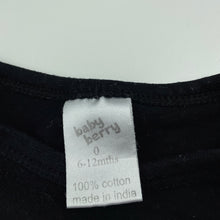 baby
berry
0
6-12mths
100% cotton
made in india